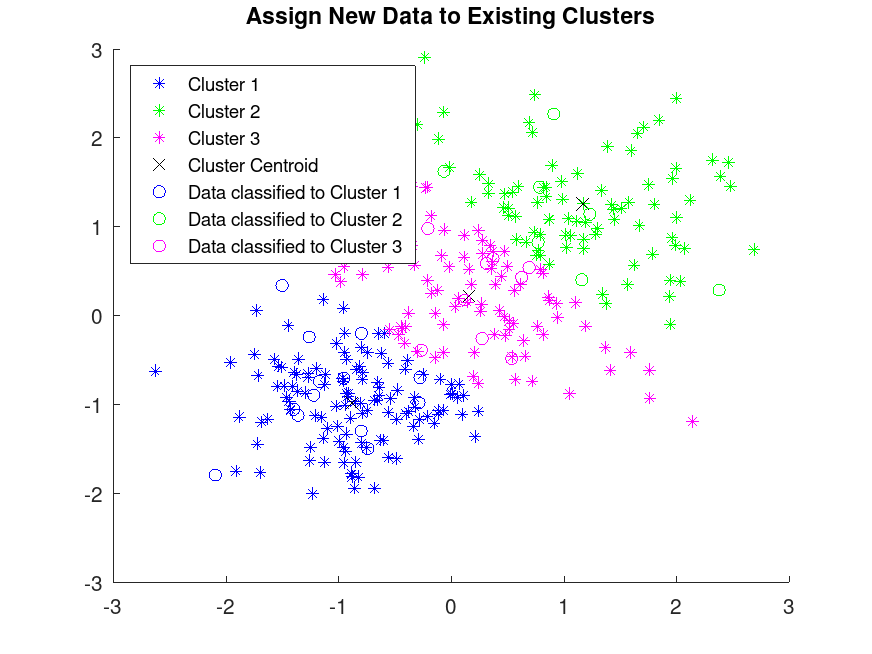 Assign New Data to Existing Clusters
3
2
1
0
-1
-2
-3
Cluster 1
Cluster 2
Cluster 3
Cluster Centroid
Data classified to Cluster 1
Data classified to Cluster 2
Data classified to Cluster 3
-3 -2 -1 0 1 2 3